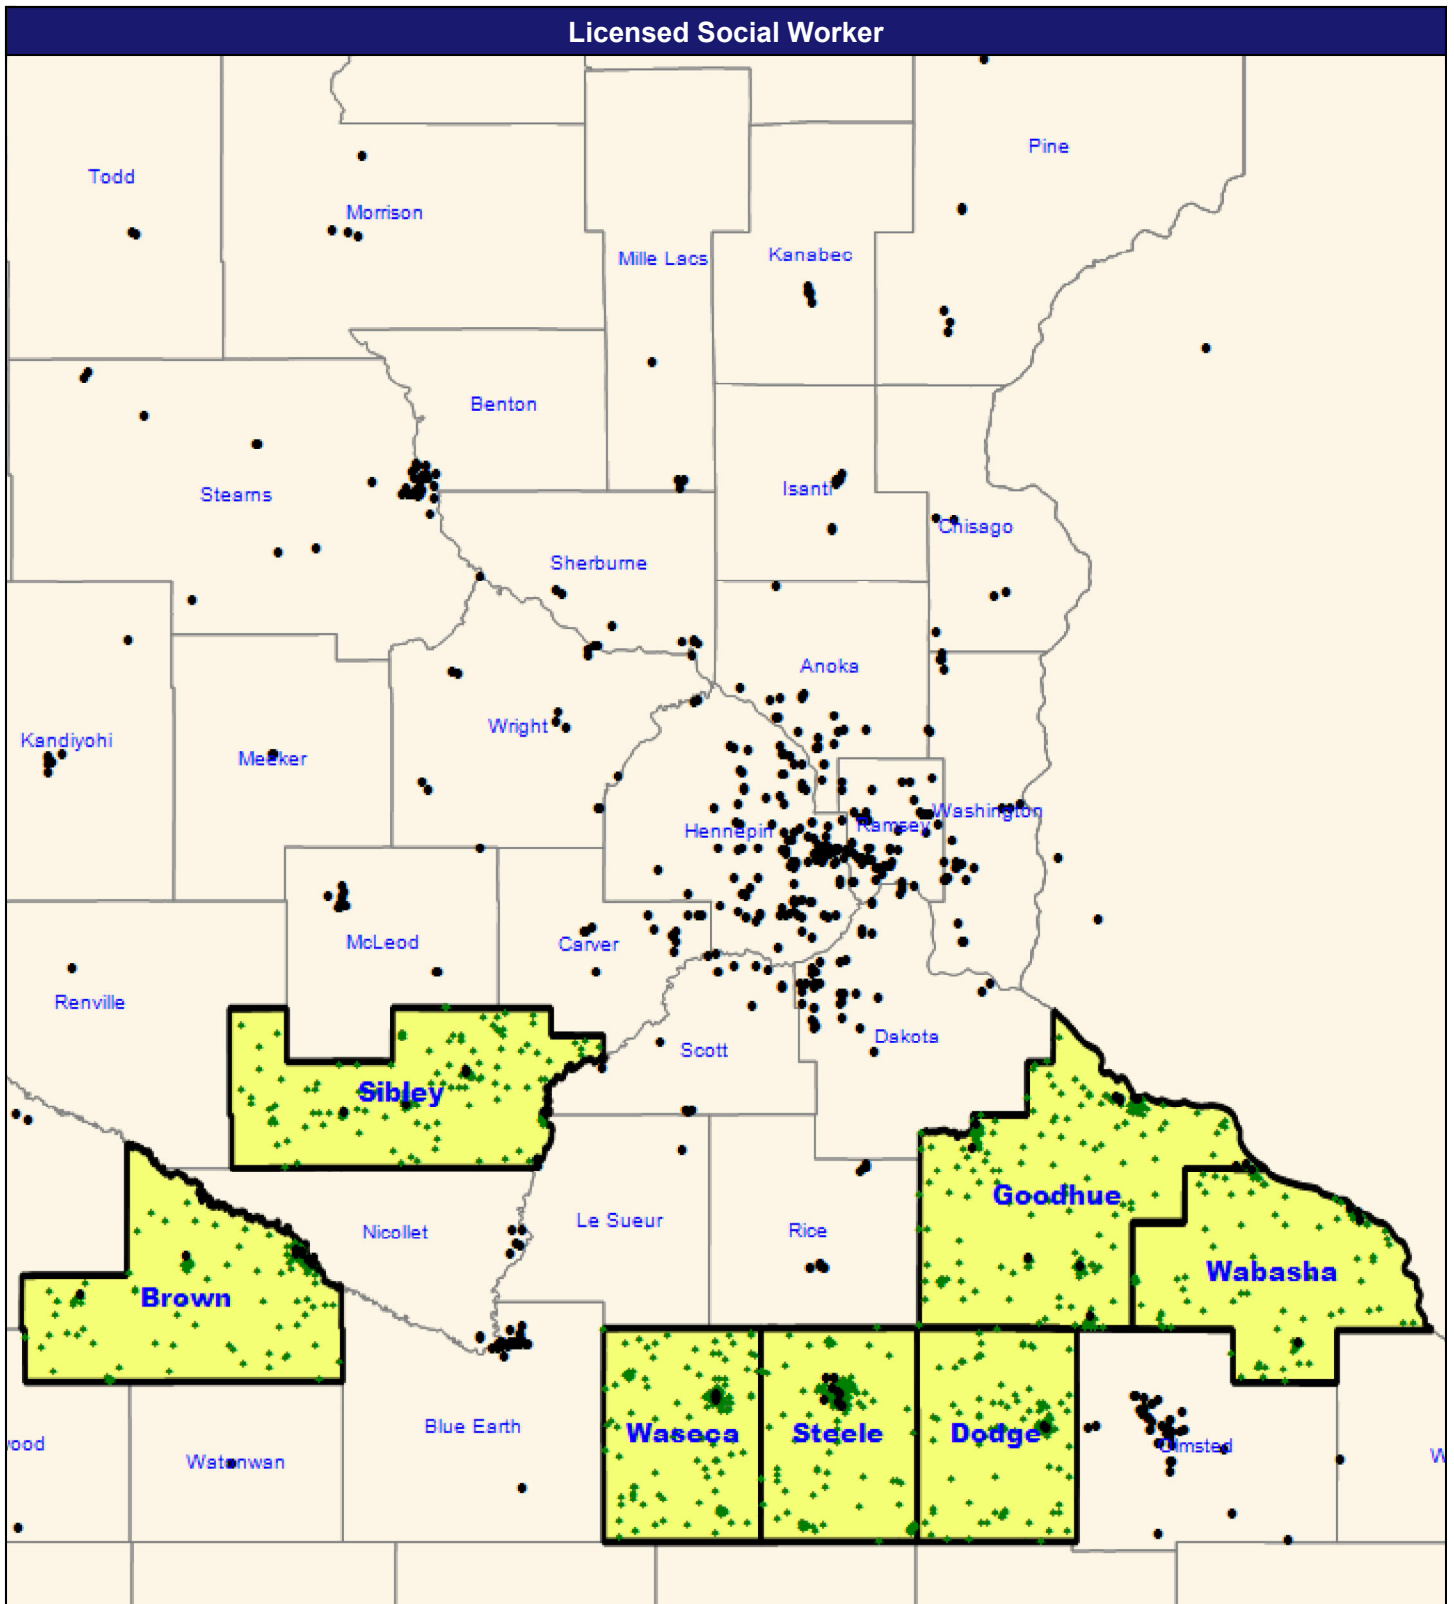 Licensed Social Worker
Pine
Todd
Morrison
Mille Lacs
Kanabec
Benton
Stearns
Isanti
Chisago
Sherburne
Anoka
Wright
Kandiyohi
Meeker
Washington
Hennepin
Ramsey
McLeod
Carver
Renville
Dakota
Scott
Sibley
Goodhue
Le Sueur
Nicollet
Rice
Wabasha
Brown
Blue Earth
Waseca
Steele
Dodge
ood
Watonwan
Olmsted
W